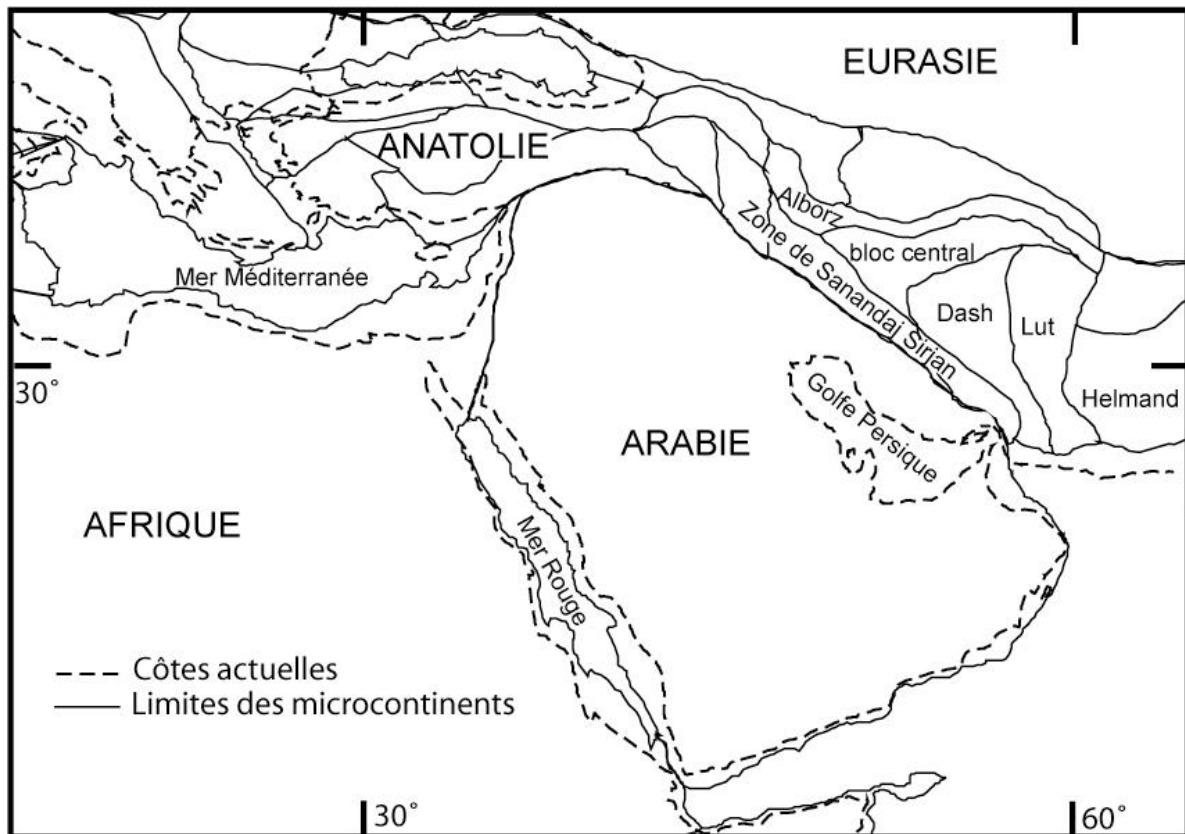 EURASIE
ANATOLIE
Alborz
Zone de Sanandaj Sirjan
bloc central
Mer Méditerranée
Dash
Lut
30°
Golfe Persique
Helmand
ARABIE
AFRIQUE
Mer Rouge
Côtes actuelles
Limites des microcontinents
30°
60°